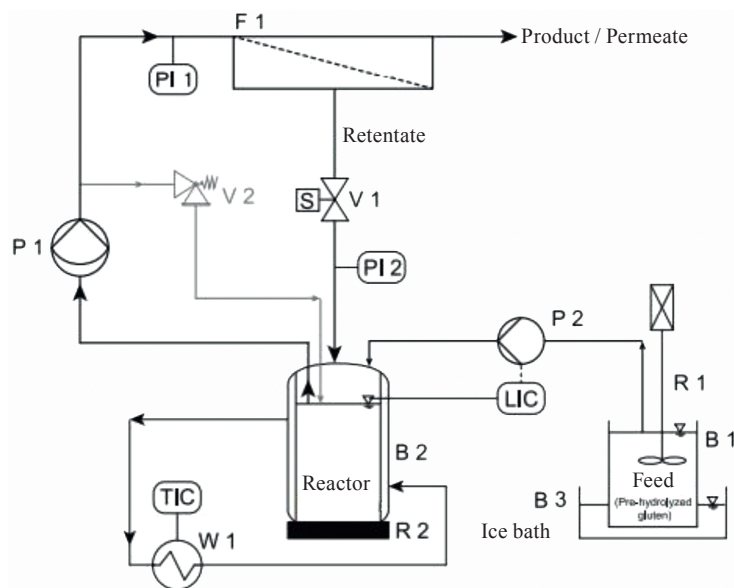 F 1
Product / Permeate
PI 1
Retentate
V 2
S
V 1
P 1
PI 2
P 2
R 1
LIC
B 1
B 2
Reactor
Feed
(Pre-hydrolyzed
gluten)
B 3
TIC
Ice bath
R 2
W 1